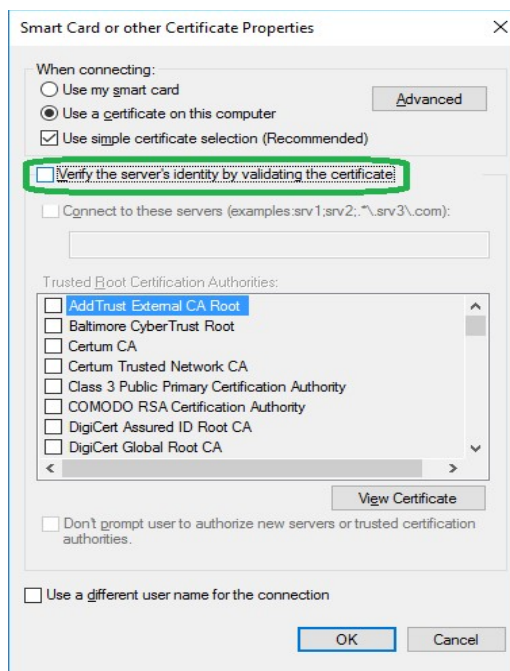 Smart Card or other Certificate Properties
When connecting:
Use my smart card
Advanced
Use a certificate on this computer
Use simple certificate selection (Recommended)
Verify the server's identity by validating the certificate
Connect to these servers (examples:srv1;srv2;.*\.srv3\.com):
Trusted Root Certification Authorities:
AddTrust External CA Root
Baltimore CyberTrust Root
Certum CA
Certum Trusted Network CA
Class 3 Public Primary Certification Authority
COMODO RSA Certification Authority
DigiCert Assured ID Root CA
DigiCert Global Root CA
View Certificate
Don't prompt user to authorize new servers or trusted certification
authorities.
Use a different user name for the connection
OK
Cancel